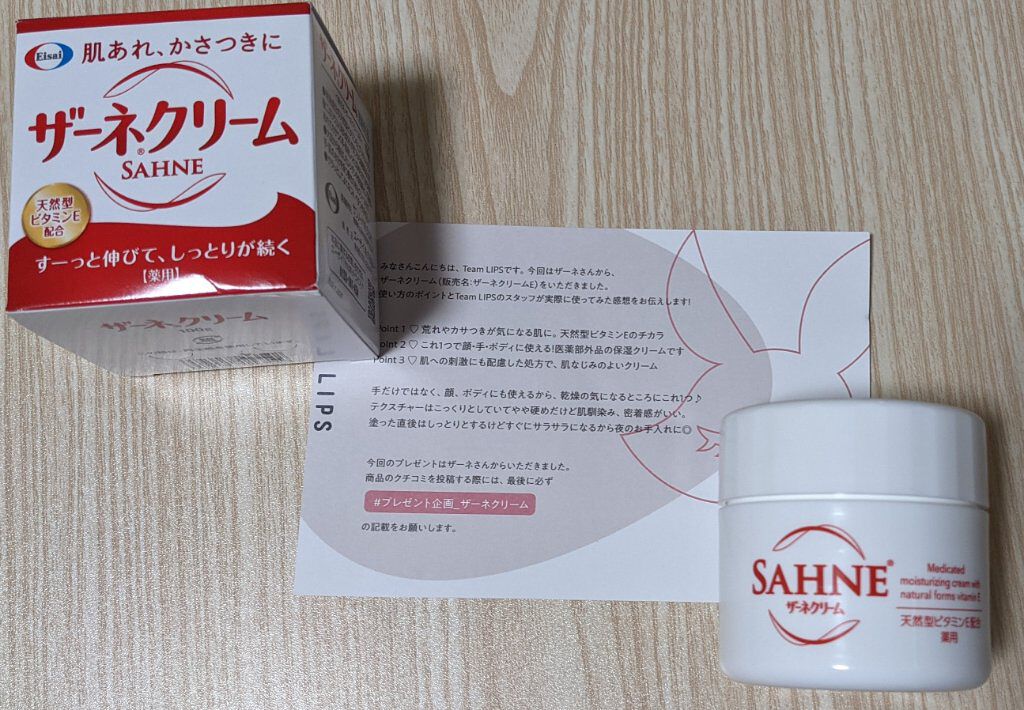 Eisai
肌あれ、かさつきに
ザーネクリーム®
SAHNE
天然型
ビタミンE
配合
すーっと伸びて、しっとりが続く
【薬用】
ザーネクリーム
100g
みなさんこんにちは、Team LIPSです。今回はザーネさんから、
ザーネクリーム（販売名：ザーネクリームE）をいただきました。
使い方のポイントとTeam LIPSのスタッフが実際に使ってみた感想をお伝えします！
Point 1 ♡ 荒れやカサつきが気になる肌に。天然型ビタミンEのチカラ
Point 2 ♡ これ1つで顔・手・ボディに使える！医薬部外品の保湿クリームです
Point 3 ♡ 肌への刺激にも配慮した処方で、肌なじみのよいクリーム
手だけではなく、顔、ボディにも使えるから、乾燥の気になるところにこれ1つ♪
テクスチャーはこっくりとしていてやや硬めだけど肌馴染み、密着感がいい。
塗った直後はしっとりとするけどすぐにサラサラになるから夜のお手入れに◎
LIPS
今回のプレゼントはザーネさんからいただきました。
商品のクチコミを投稿する際には、最後に必ず
#プレゼント企画_ザーネクリーム
の記載をお願いします。
SAHNE®
ザーネクリーム
Medicated
moisturizing cream with
natural forms vitamin E
天然型ビタミンE配合
薬用